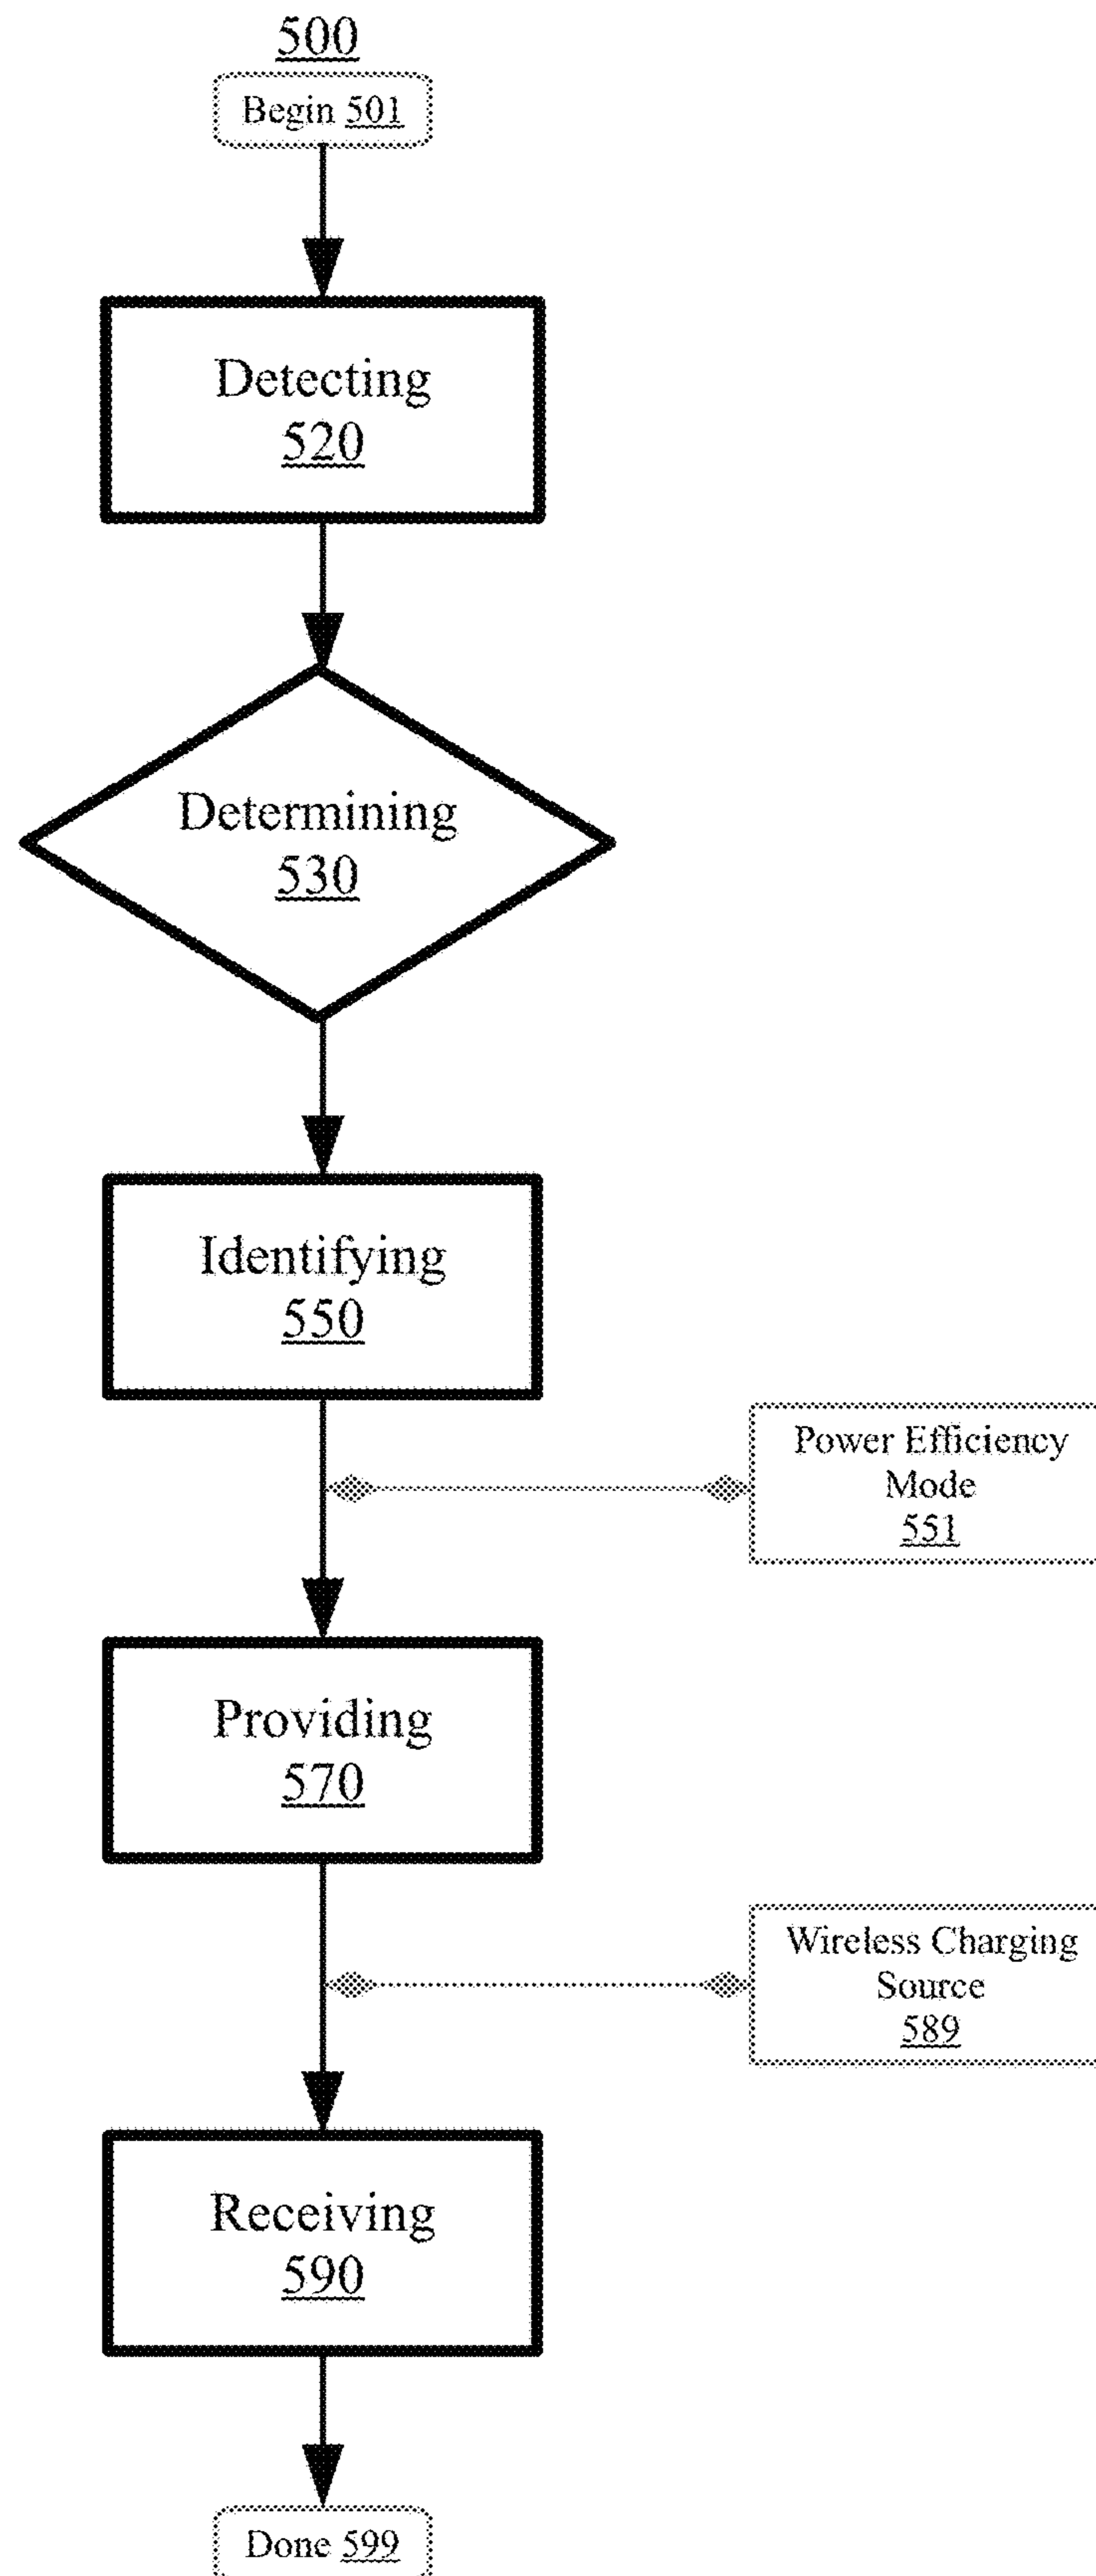 500
Begin 501
Detecting
520
Determining
530
Identifying
550
Power Efficiency
Mode
551
Providing
570
Wireless Charging
Source
589
Receiving
590
Done 599